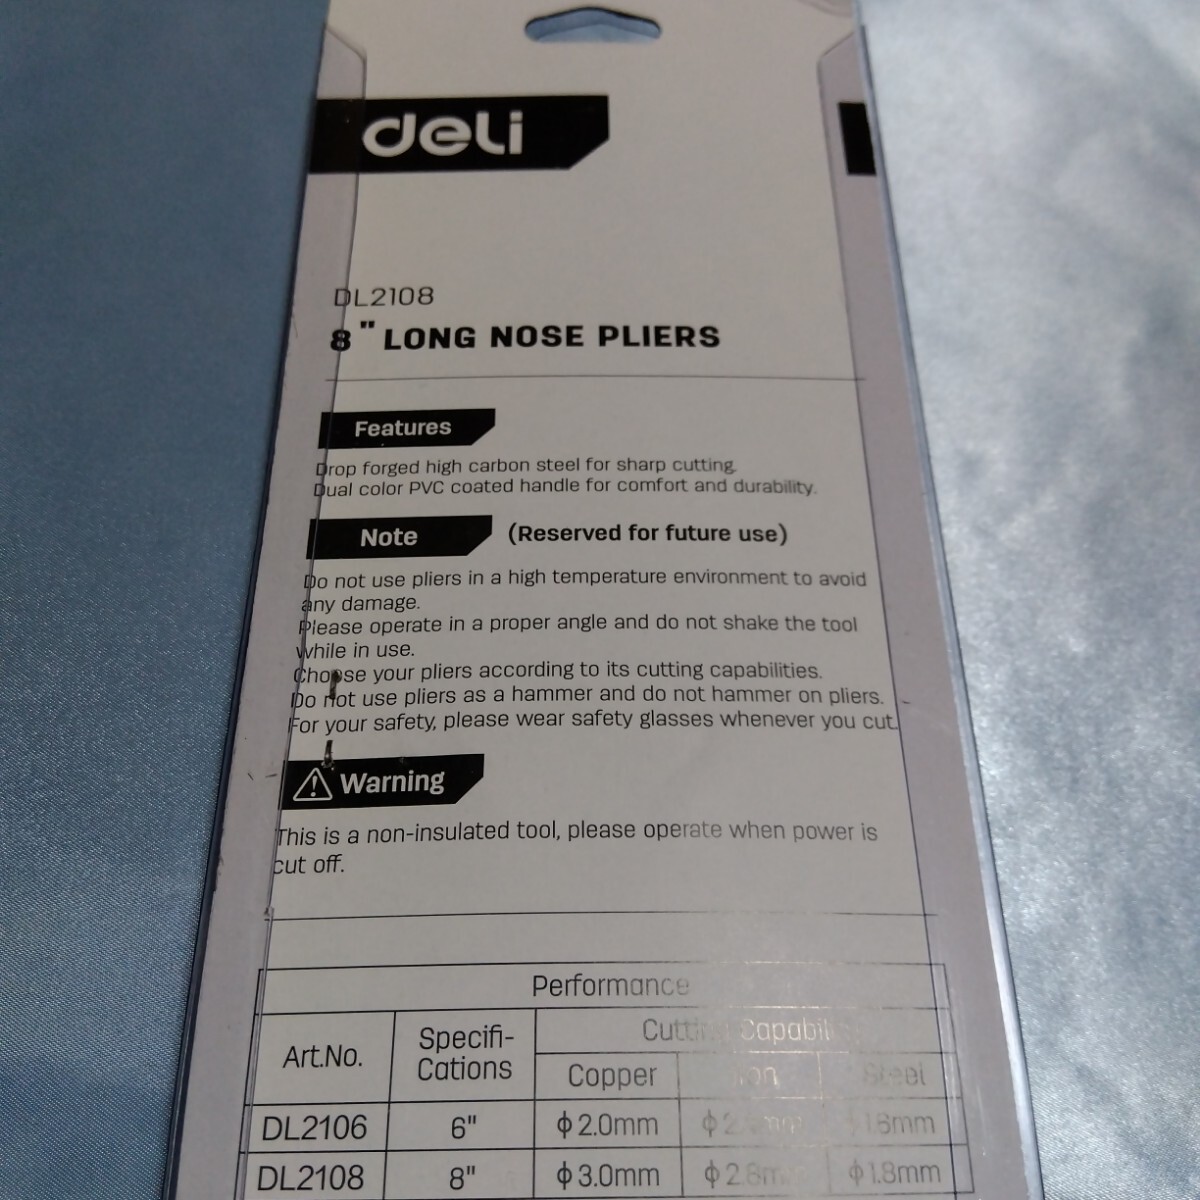 deli
DL2108
8" LONG NOSE PLIERS
Features
Drop forged high carbon steel for sharp cutting.
Dual color PVC coated handle for comfort and durability.
Note (Reserved for future use)
Do not use pliers in a high temperature environment to avoid
any damage.
Please operate in a proper angle and do not shake the tool
while in use.
Choose your pliers according to its cutting capabilities.
Do not use pliers as a hammer and do not hammer on pliers.
For your safety, please wear safety glasses whenever you cut.
Warning
This is a non-insulated tool, please operate when power is
cut off.
Performance
Art.No. Specifi- Cutting
Cations Copper Steel
DL2106 6" ϕ2.0mm
DL2108 8" ϕ3.0mm ϕ2.8mm ϕ1.8mm